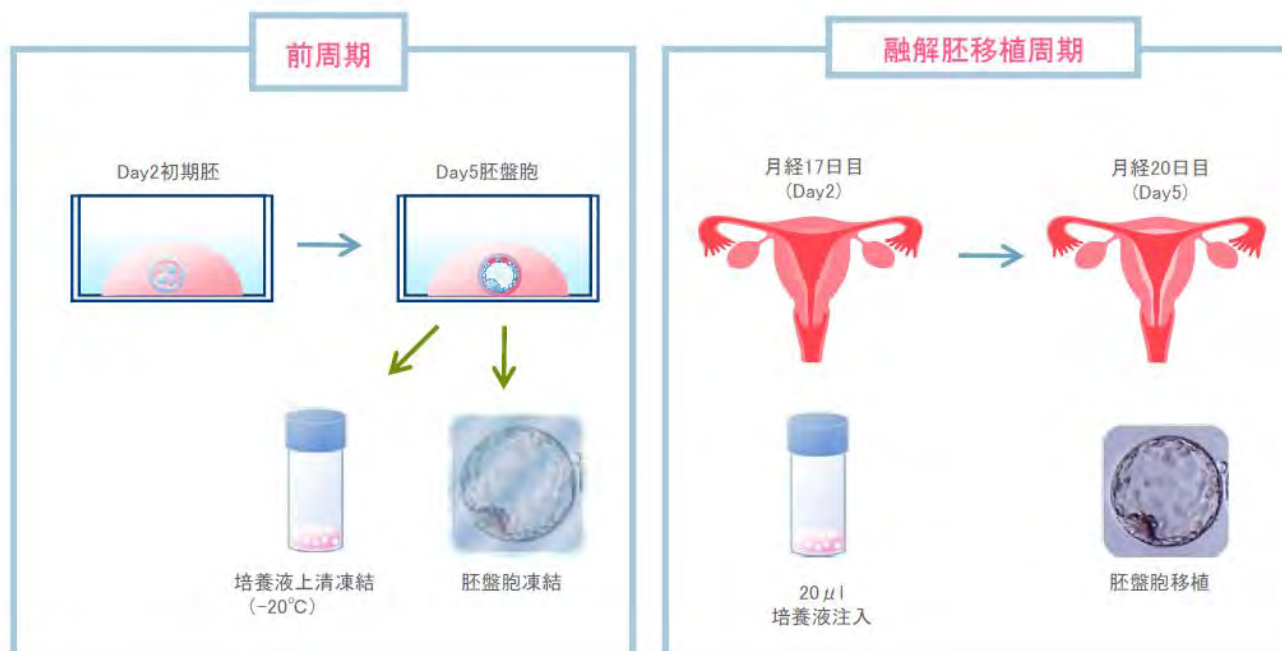 前周期
Day2初期胚
Day5胚盤胞
培養液上清凍結
(-20℃)
胚盤胞凍結
融解胚移植周期
月経17日目
(Day2)
月経20日目
(Day5)
20μl
培養液注入
胚盤胞移植